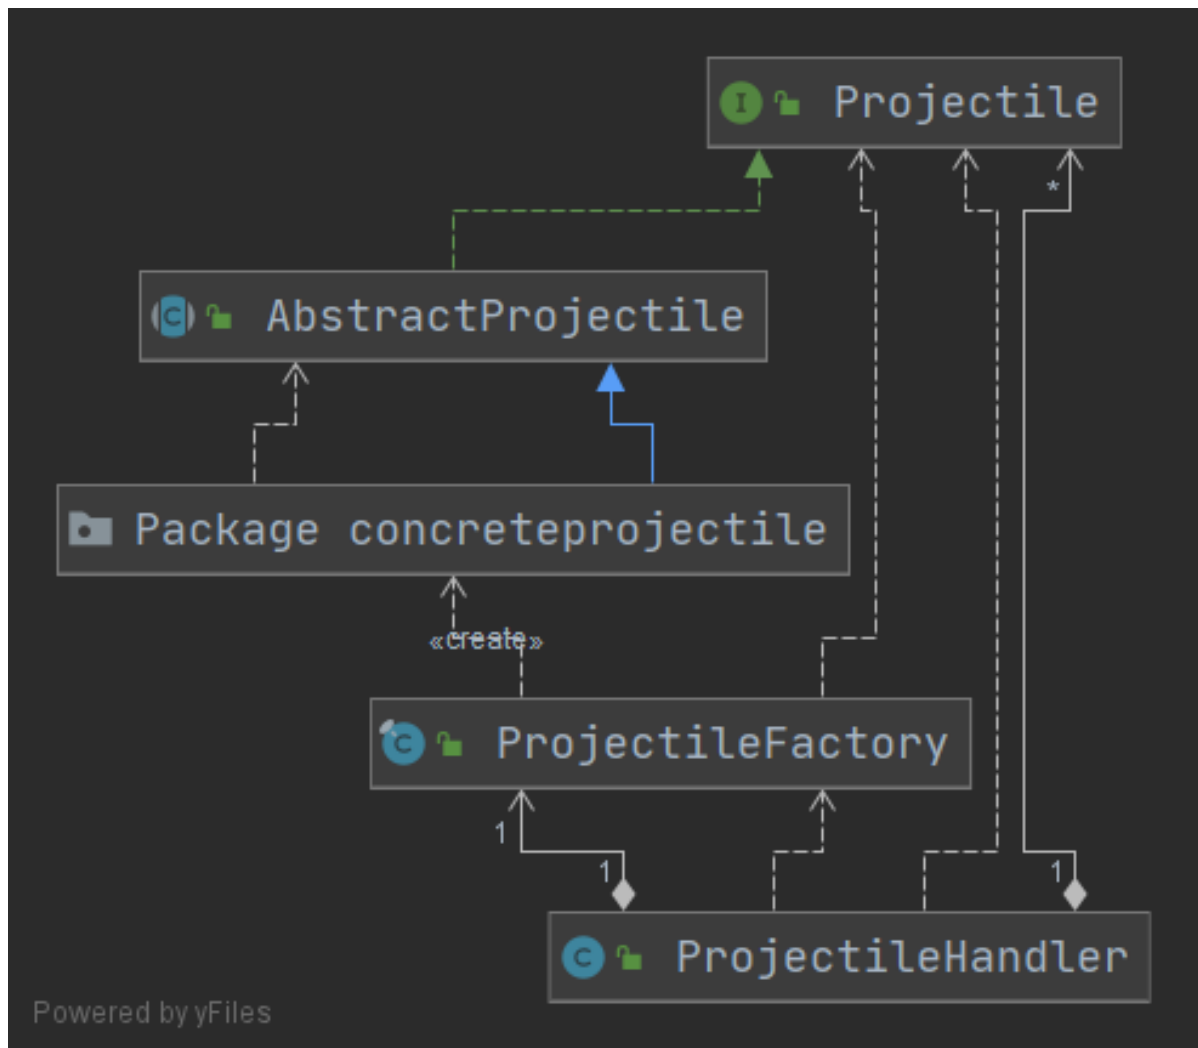 I Projectile
*
C AbstractProjectile
Package concreteprojectile
«create»
C ProjectileFactory
1
1 1
C ProjectileHandler
Powered by yFiles